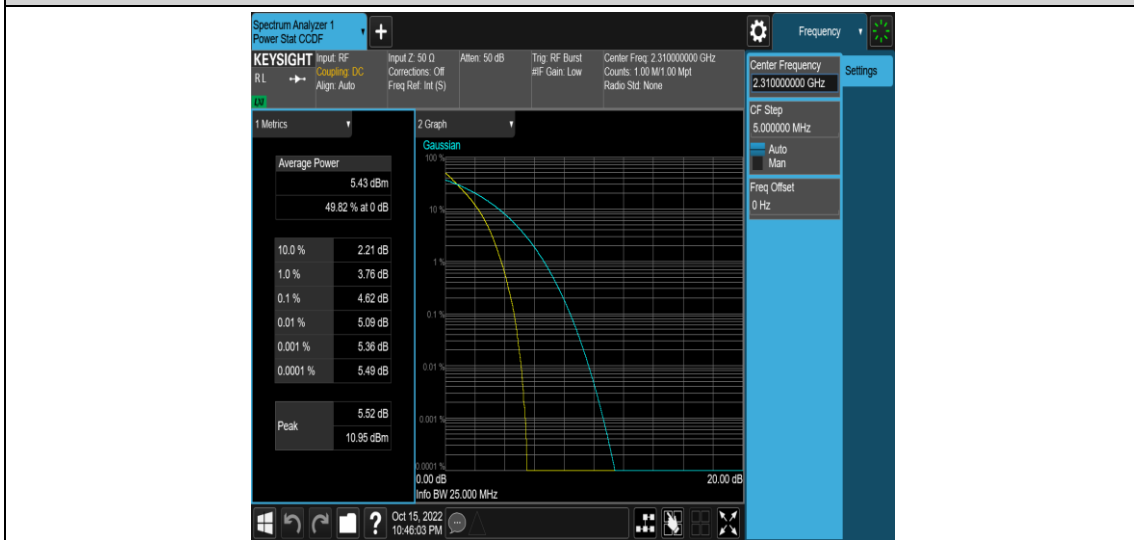 Spectrum Analyzer 1
Power Stat CCDF
+
Frequency
KEYSIGHT
RL
LXI
Input: RF
Coupling: DC
Align: Auto
Input Z: 50 Ω
Corrections: Off
Freq Ref: Int (S)
Atten: 50 dB
Trig: RF Burst
#IF Gain: Low
Center Freq: 2.310000000 GHz
Counts: 1.00 M/1.00 Mpt
Radio Std: None
Center Frequency
2.310000000 GHz
Settings
CF Step
5.000000 MHz
Auto
Man
Freq Offset
0 Hz
1 Metrics
Average Power
5.43 dBm
49.82 % at 0 dB
10.0 % 2.21 dB
1.0 % 3.76 dB
0.1 % 4.62 dB
0.01 % 5.09 dB
0.001 % 5.36 dB
0.0001 % 5.49 dB
Peak
5.52 dB
10.95 dBm
2 Graph
Gaussian
100 %
10 %
1 %
0.1 %
0.01 %
0.001 %
0.0001 %
0.00 dB 20.00 dB
Info BW 25.000 MHz
?
Oct 15, 2022
10:46:03 PM